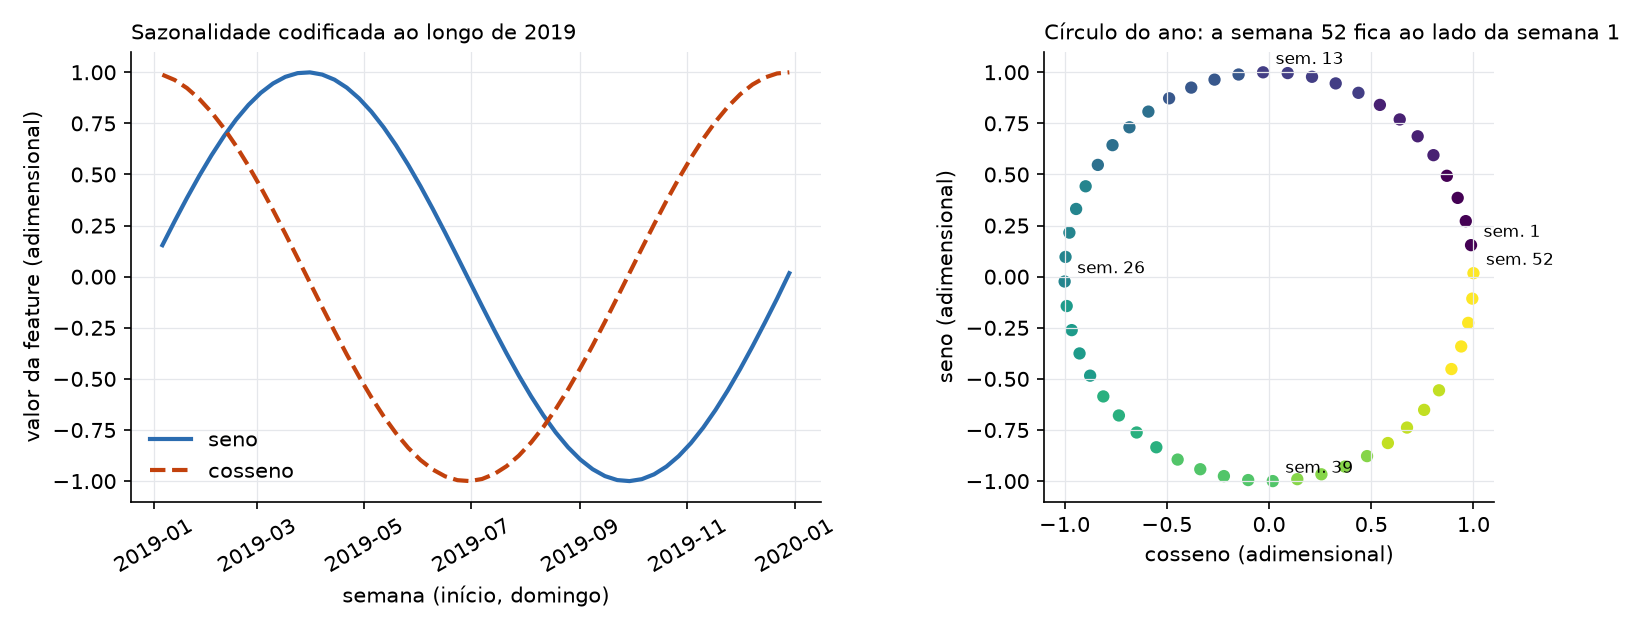 Sazonalidade codificada ao longo de 2019
1.00
0.75
0.50
0.25
0.00
−0.25
−0.50
−0.75
−1.00
valor da feature (adimensional)
seno
cosseno
2019-01
2019-03
2019-05
2019-07
2019-09
2019-11
2020-01
semana (início, domingo)
Círculo do ano: a semana 52 fica ao lado da semana 1
1.00
0.75
0.50
0.25
0.00
−0.25
−0.50
−0.75
−1.00
seno (adimensional)
sem. 13
sem. 1
sem. 52
sem. 26
sem. 39
−1.0
−0.5
0.0
0.5
1.0
cosseno (adimensional)